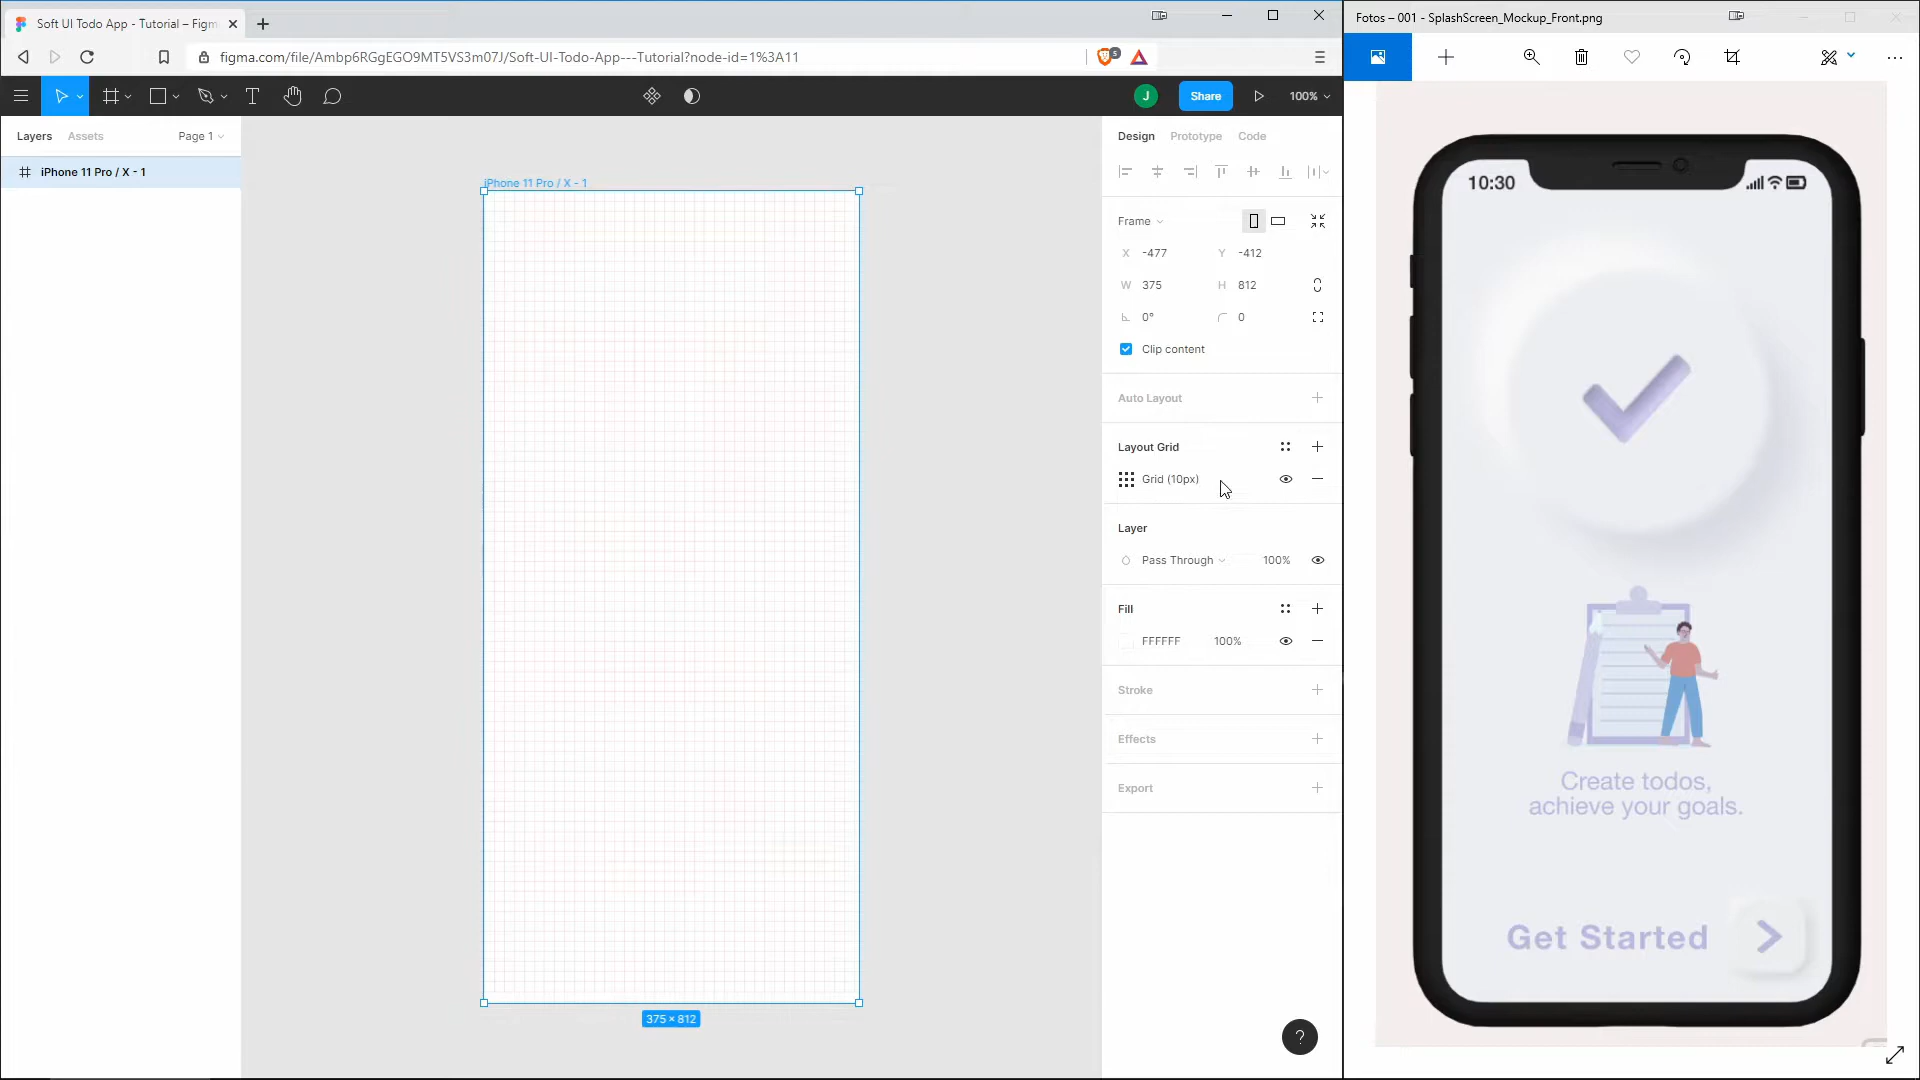 Soft UI Todo App - Tutorial – Figm
Fotos – 001 - SplashScreen_Mockup_Front.png
figma.com/file/Ambp6RGgEGO9MT5VS3m07J/Soft-UI-Todo-App---Tutorial?node-id=1%3A11
5
J
Share
100%
Layers
Assets
Page 1
Design
Prototype
Code
iPhone 11 Pro / X - 1
iPhone 11 Pro / X - 1
Frame
X -477
Y -412
W 375
H 812
0°
0
Clip content
Auto Layout
Layout Grid
Grid (10px)
Layer
Pass Through
100%
Fill
FFFFFF
100%
Stroke
Effects
Export
375 × 812
?
10:30
Create todos,
achieve your goals.
Get Started